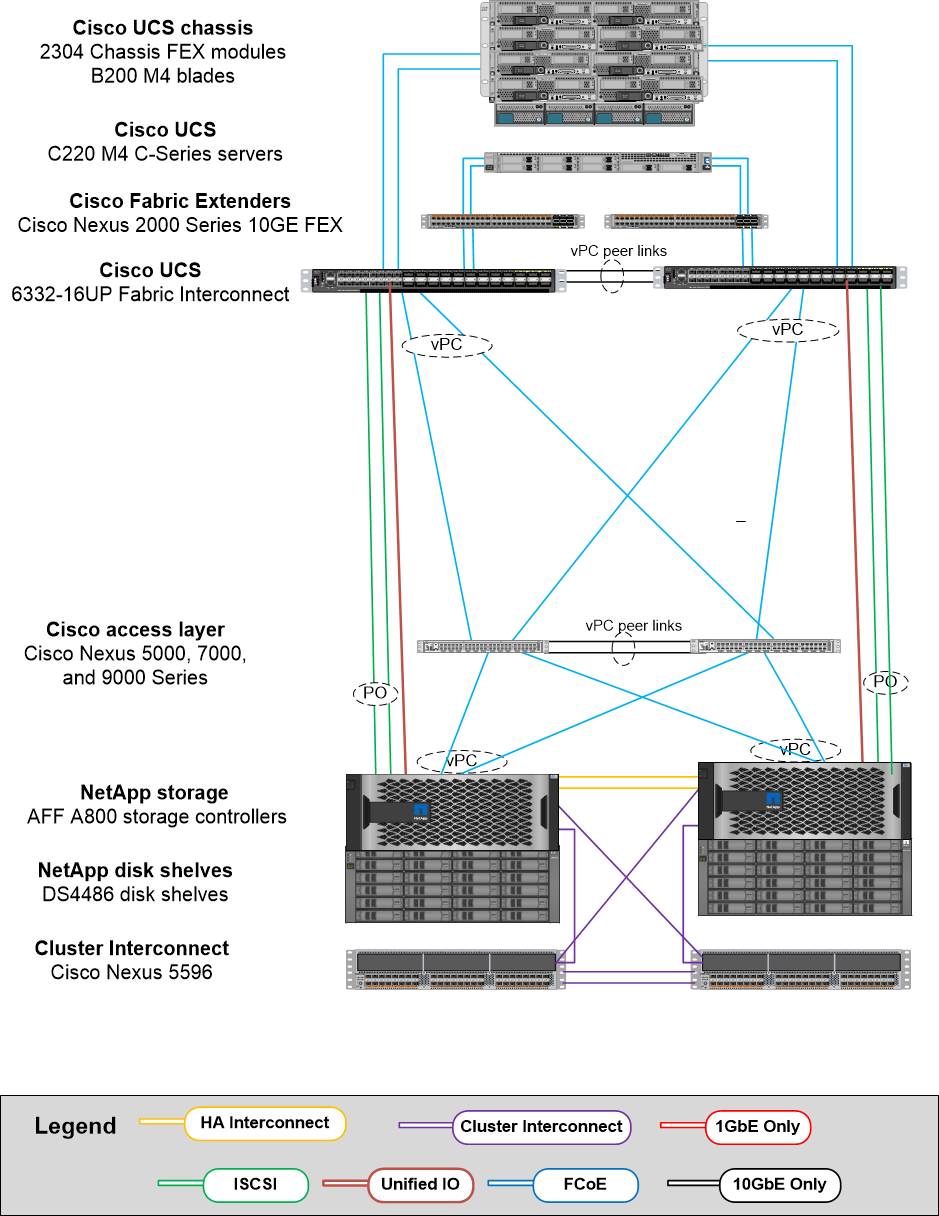 Cisco UCS chassis
2304 Chassis FEX modules
B200 M4 blades
Cisco UCS
C220 M4 C-Series servers
Cisco Fabric Extenders
Cisco Nexus 2000 Series 10GE FEX
vPC peer links
Cisco UCS
6332-16UP Fabric Interconnect
vPC
vPC
Cisco access layer
Cisco Nexus 5000, 7000,
and 9000 Series
vPC peer links
PO
PO
vPC
vPC
NetApp storage
AFF A800 storage controllers
NetApp
NetApp
NetApp disk shelves
DS4486 disk shelves
Cluster Interconnect
Cisco Nexus 5596
Legend
HA Interconnect
Cluster Interconnect
1GbE Only
ISCSI
Unified IO
FCoE
10GbE Only